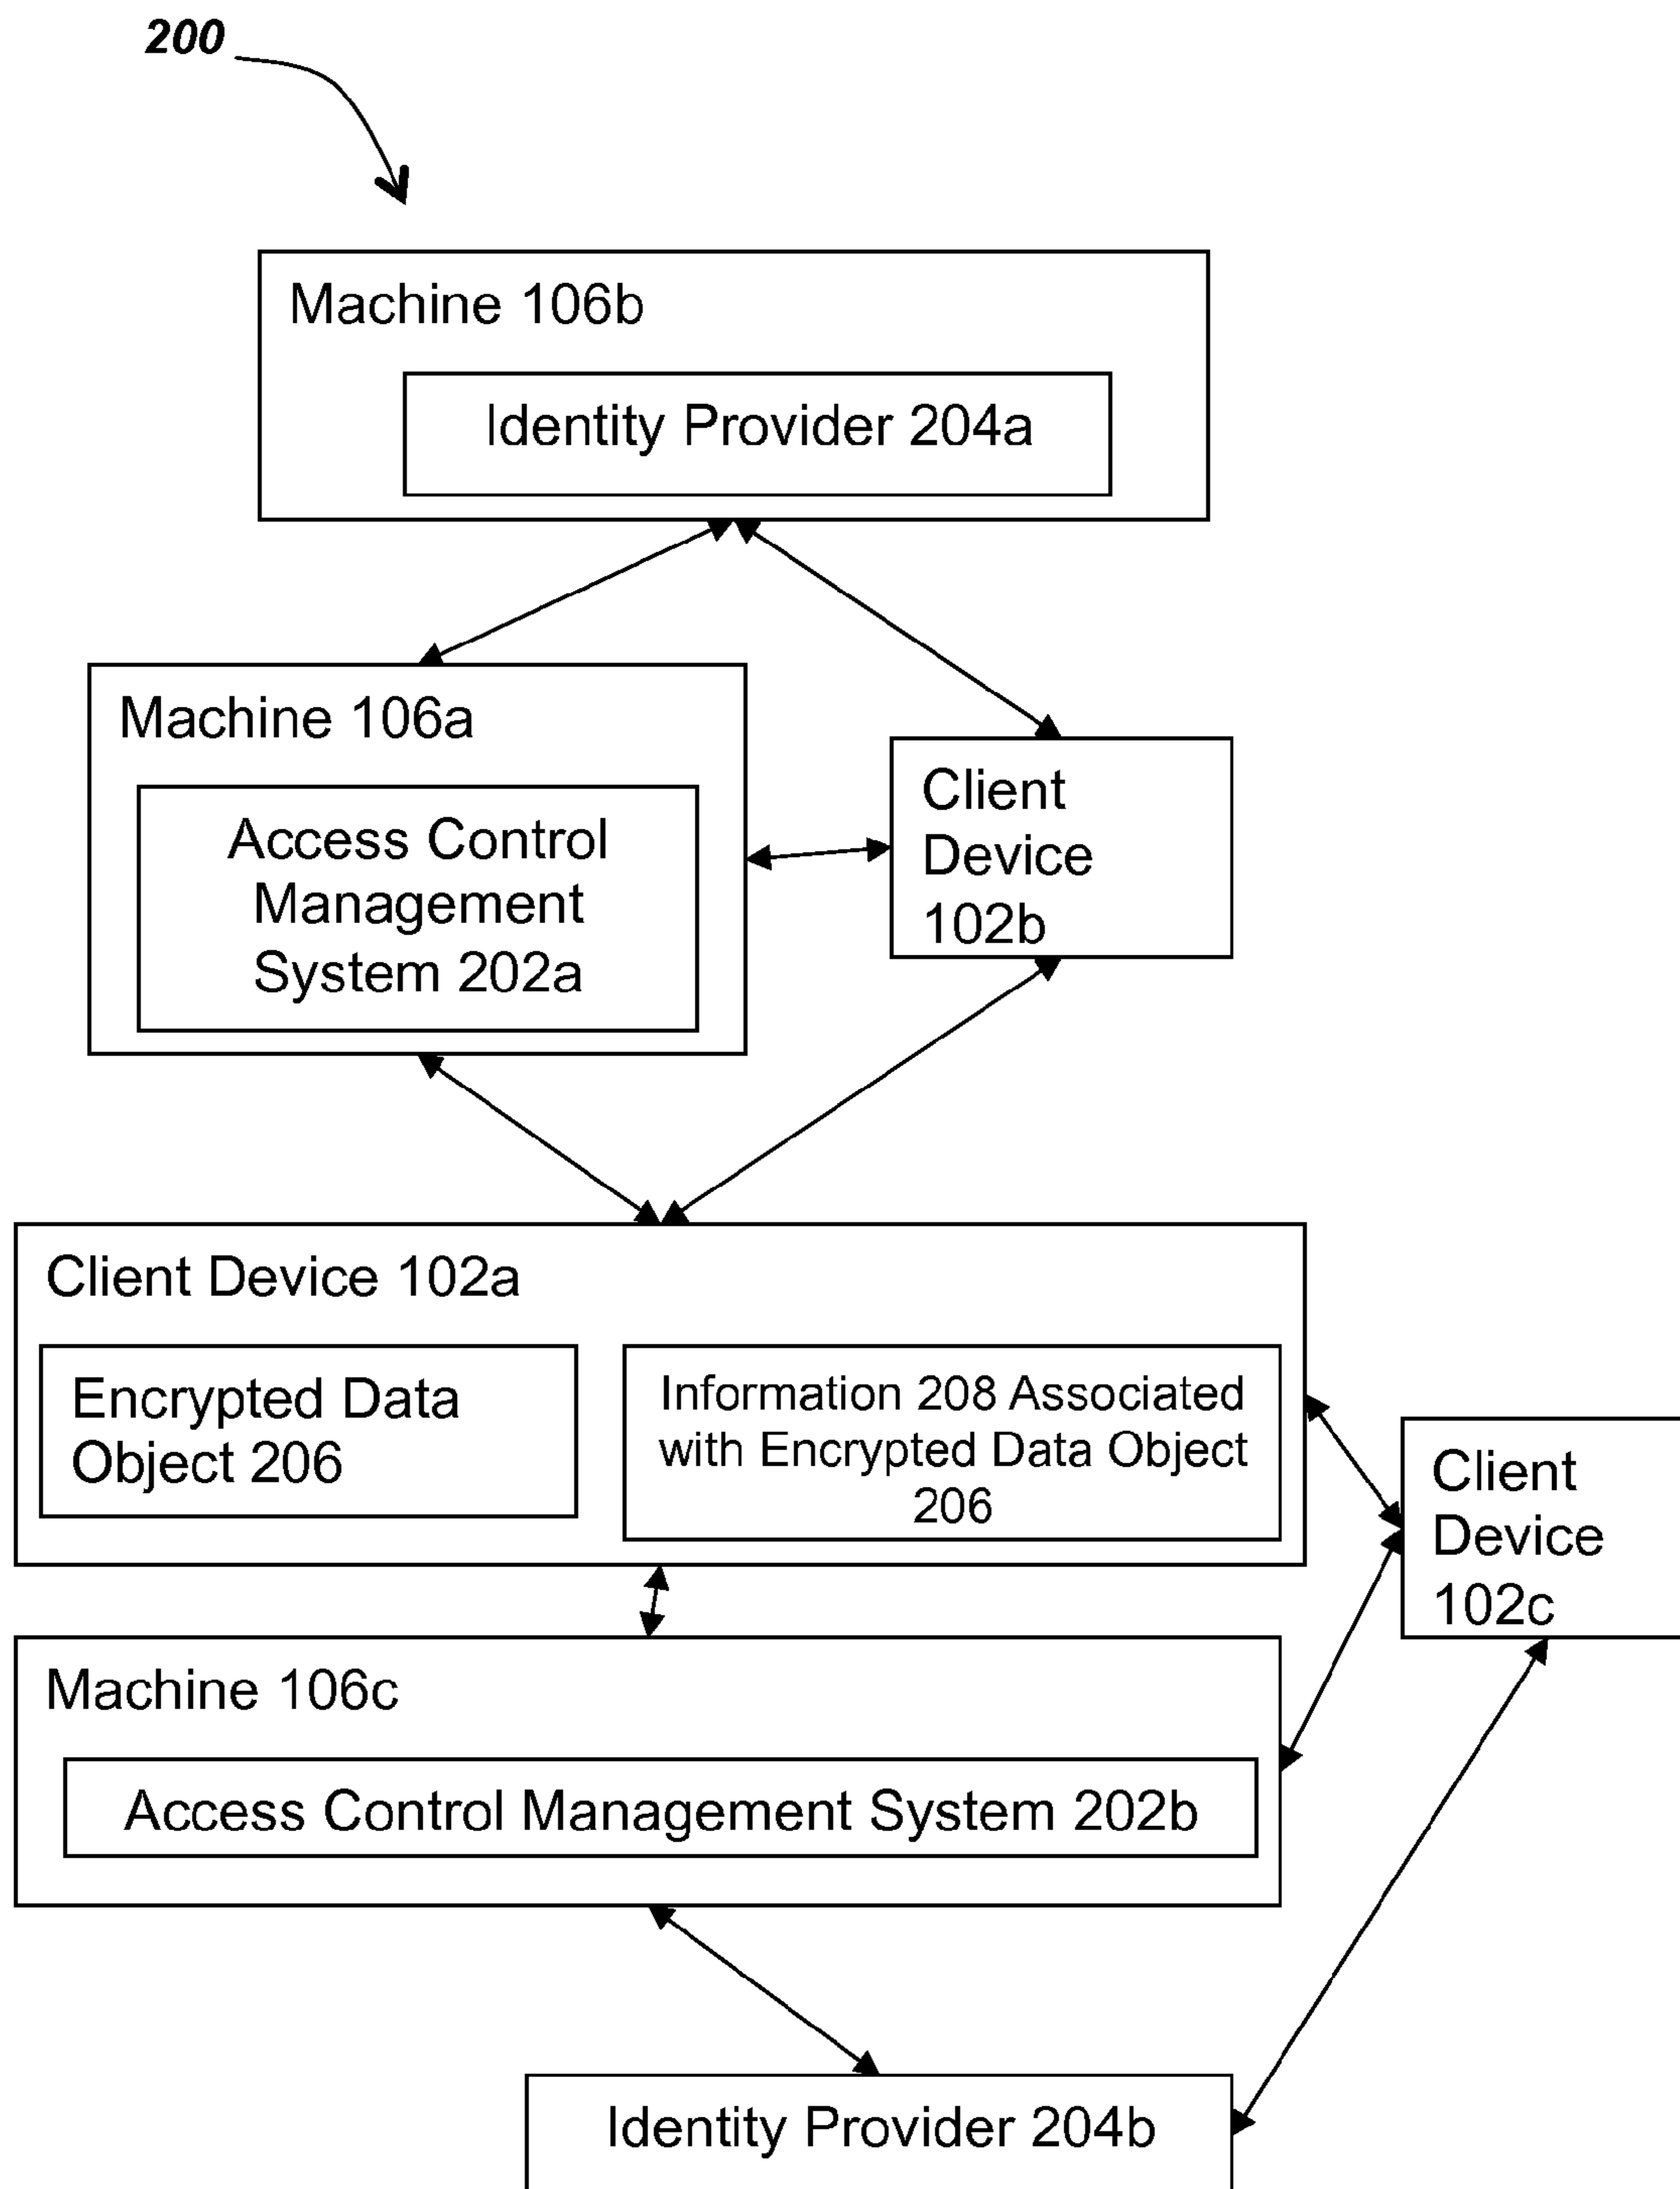 200
Machine 106b
Identity Provider 204a
Machine 106a
Access Control
Management
System 202a
Client
Device
102b
Client Device 102a
Encrypted Data
Object 206
Information 208 Associated
with Encrypted Data Object
206
Client
Device
102c
Machine 106c
Access Control Management System 202b
Identity Provider 204b